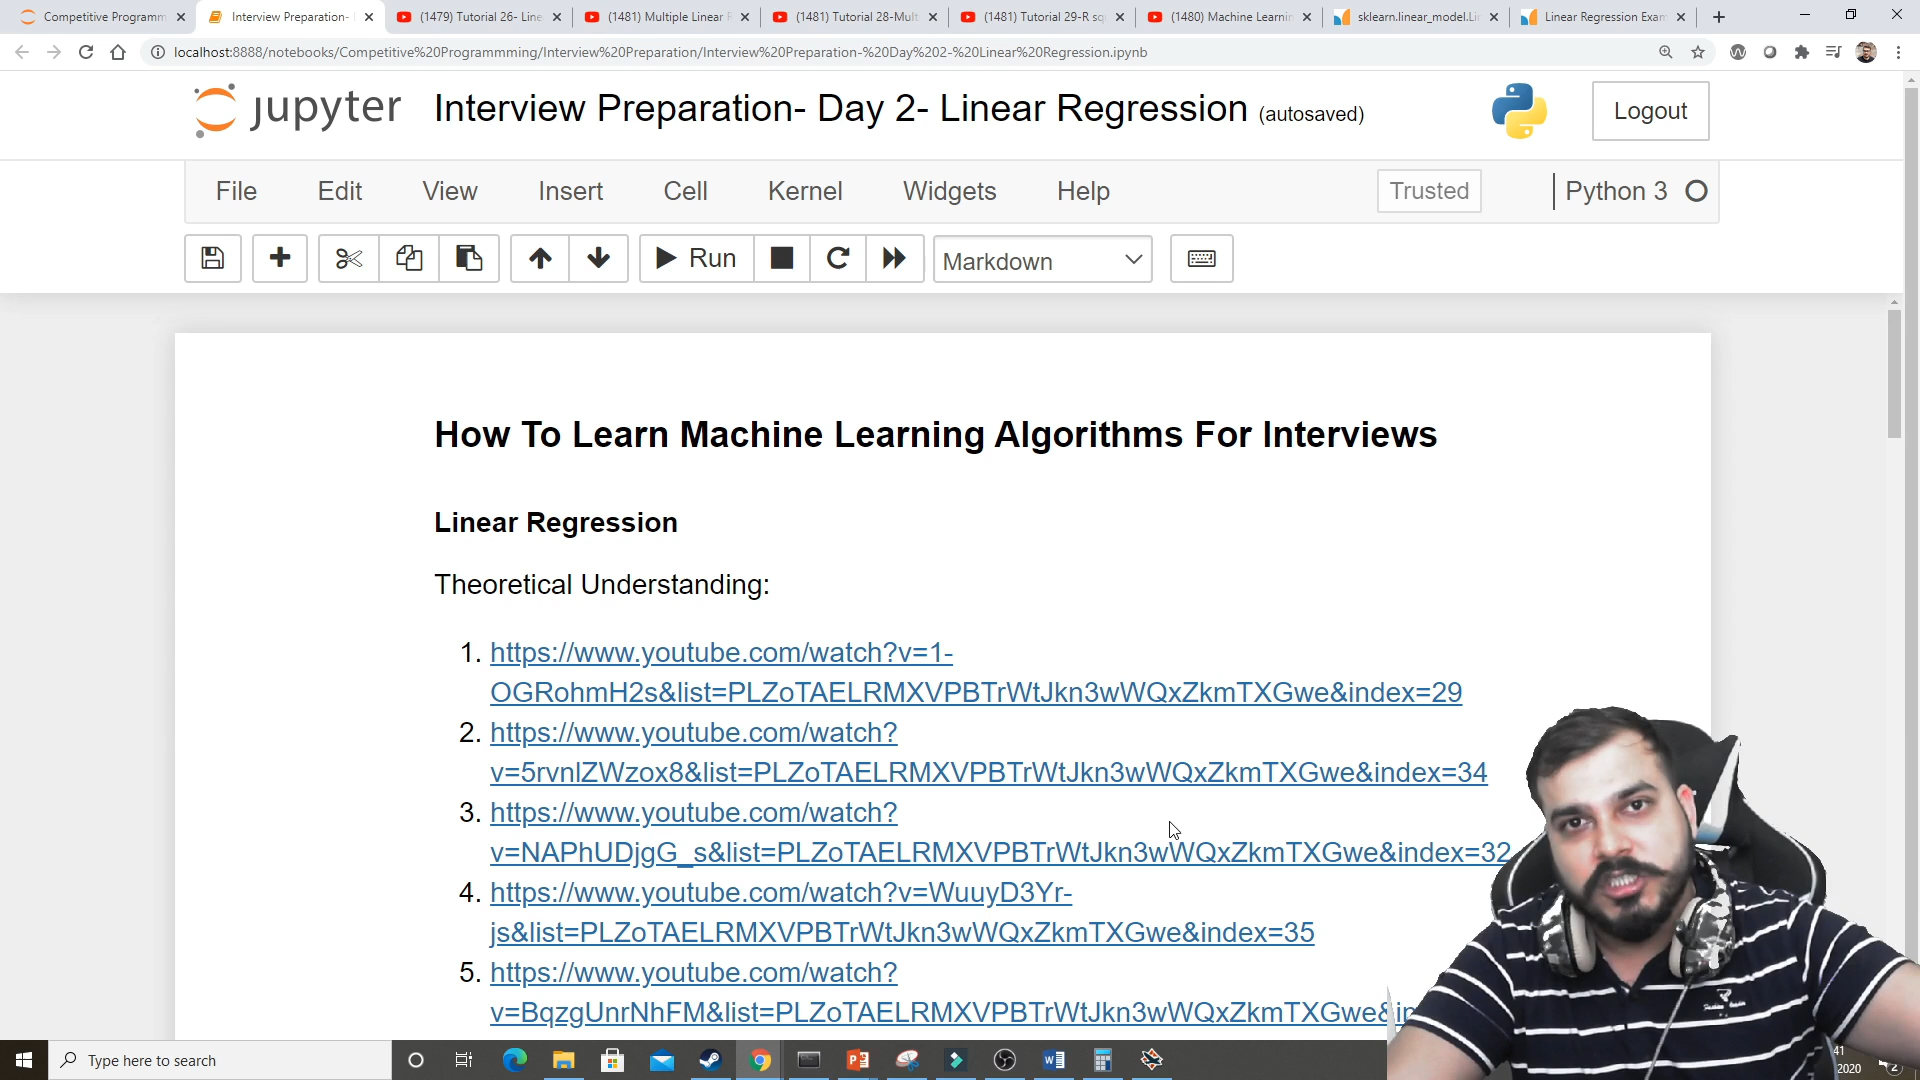 Competitive Programm
Interview Preparation-
(1479) Tutorial 26- Line
(1481) Multiple Linear R
(1481) Tutorial 28-Mult
(1481) Tutorial 29-R sq
(1480) Machine Learnin
sklearn.linear_model.Li
Linear Regression Exam
localhost:8888/notebooks/Competitive%20Programmming/Interview%20Preparation/Interview%20Preparation-%20Day%202-%20Linear%20Regression.ipynb
jupyter Interview Preparation- Day 2- Linear Regression (autosaved)
Logout
File Edit View Insert Cell Kernel Widgets Help
Trusted
Python 3
Run
Markdown
How To Learn Machine Learning Algorithms For Interviews
Linear Regression
Theoretical Understanding:
1. https://www.youtube.com/watch?v=1-
OGRohmH2s&list=PLZoTAELRMXVPBTrWtJkn3wWQxZkmTXGwe&index=29
2. https://www.youtube.com/watch?
v=5rvnlZWzox8&list=PLZoTAELRMXVPBTrWtJkn3wWQxZkmTXGwe&index=34
3. https://www.youtube.com/watch?
v=NAPhUDjgG_s&list=PLZoTAELRMXVPBTrWtJkn3wWQxZkmTXGwe&index=32
4. https://www.youtube.com/watch?v=WuuyD3Yr-
js&list=PLZoTAELRMXVPBTrWtJkn3wWQxZkmTXGwe&index=35
5. https://www.youtube.com/watch?
v=BqzgUnrNhFM&list=PLZoTAELRMXVPBTrWtJkn3wWQxZkmTXGwe&in
Type here to search
41
2020
2